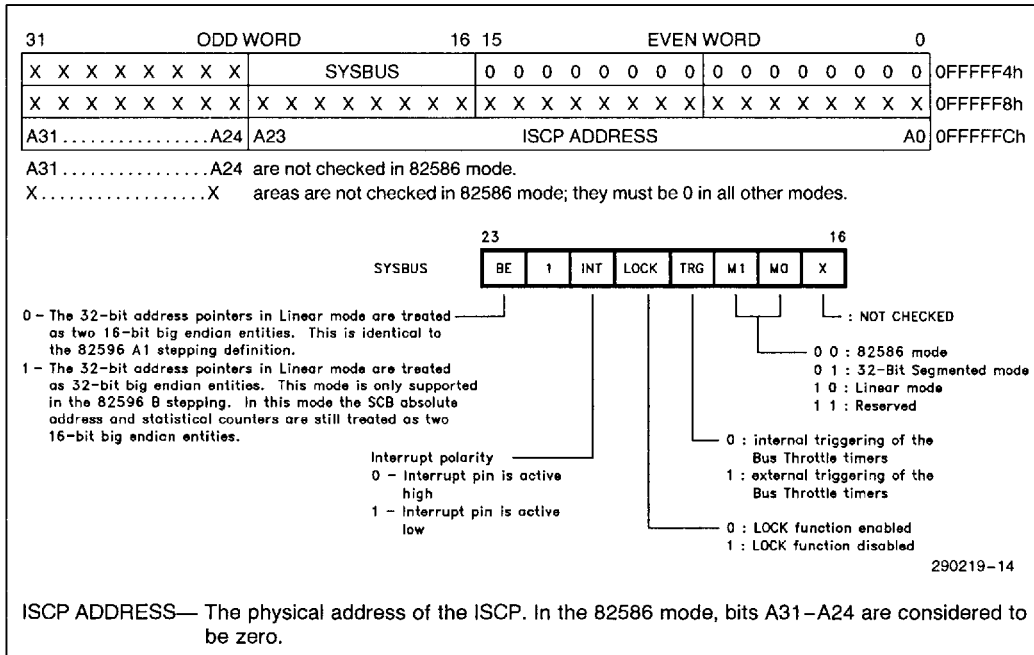 31 ODD WORD 16 15 EVEN WORD 0
X X X X X X X X SYSBUS 0 0 0 0 0 0 0 0 0 0 0 0 0 0 0 0 0FFFFF4h
X X X X X X X X X X X X X X X X X X X X X X X X X X X X X X X X 0FFFFF8h
A31................A24 A23 ISCP ADDRESS A0 0FFFFFCh
A31................A24 are not checked in 82586 mode.
X..................X areas are not checked in 82586 mode; they must be 0 in all other modes.
23 16
SYSBUS BE 1 INT LOCK TRG M1 M0 X
0 – The 32-bit address pointers in Linear mode are treated
as two 16-bit big endian entities. This is identical to
the 82596 A1 stepping definition.
1 – The 32-bit address pointers in Linear mode are treated
as 32-bit big endian entities. This mode is only supported
in the 82596 B stepping. In this mode the SCB absolute
address and statistical counters are still treated as two
16-bit big endian entities.
: NOT CHECKED
0 0 : 82586 mode
0 1 : 32-Bit Segmented mode
1 0 : Linear mode
1 1 : Reserved
Interrupt polarity
0 – Interrupt pin is active
high
1 – Interrupt pin is active
low
0 : internal triggering of the
Bus Throttle timers
1 : external triggering of the
Bus Throttle timers
0 : LOCK function enabled
1 : LOCK function disabled
290219–14
ISCP ADDRESS— The physical address of the ISCP. In the 82586 mode, bits A31–A24 are considered to
be zero.